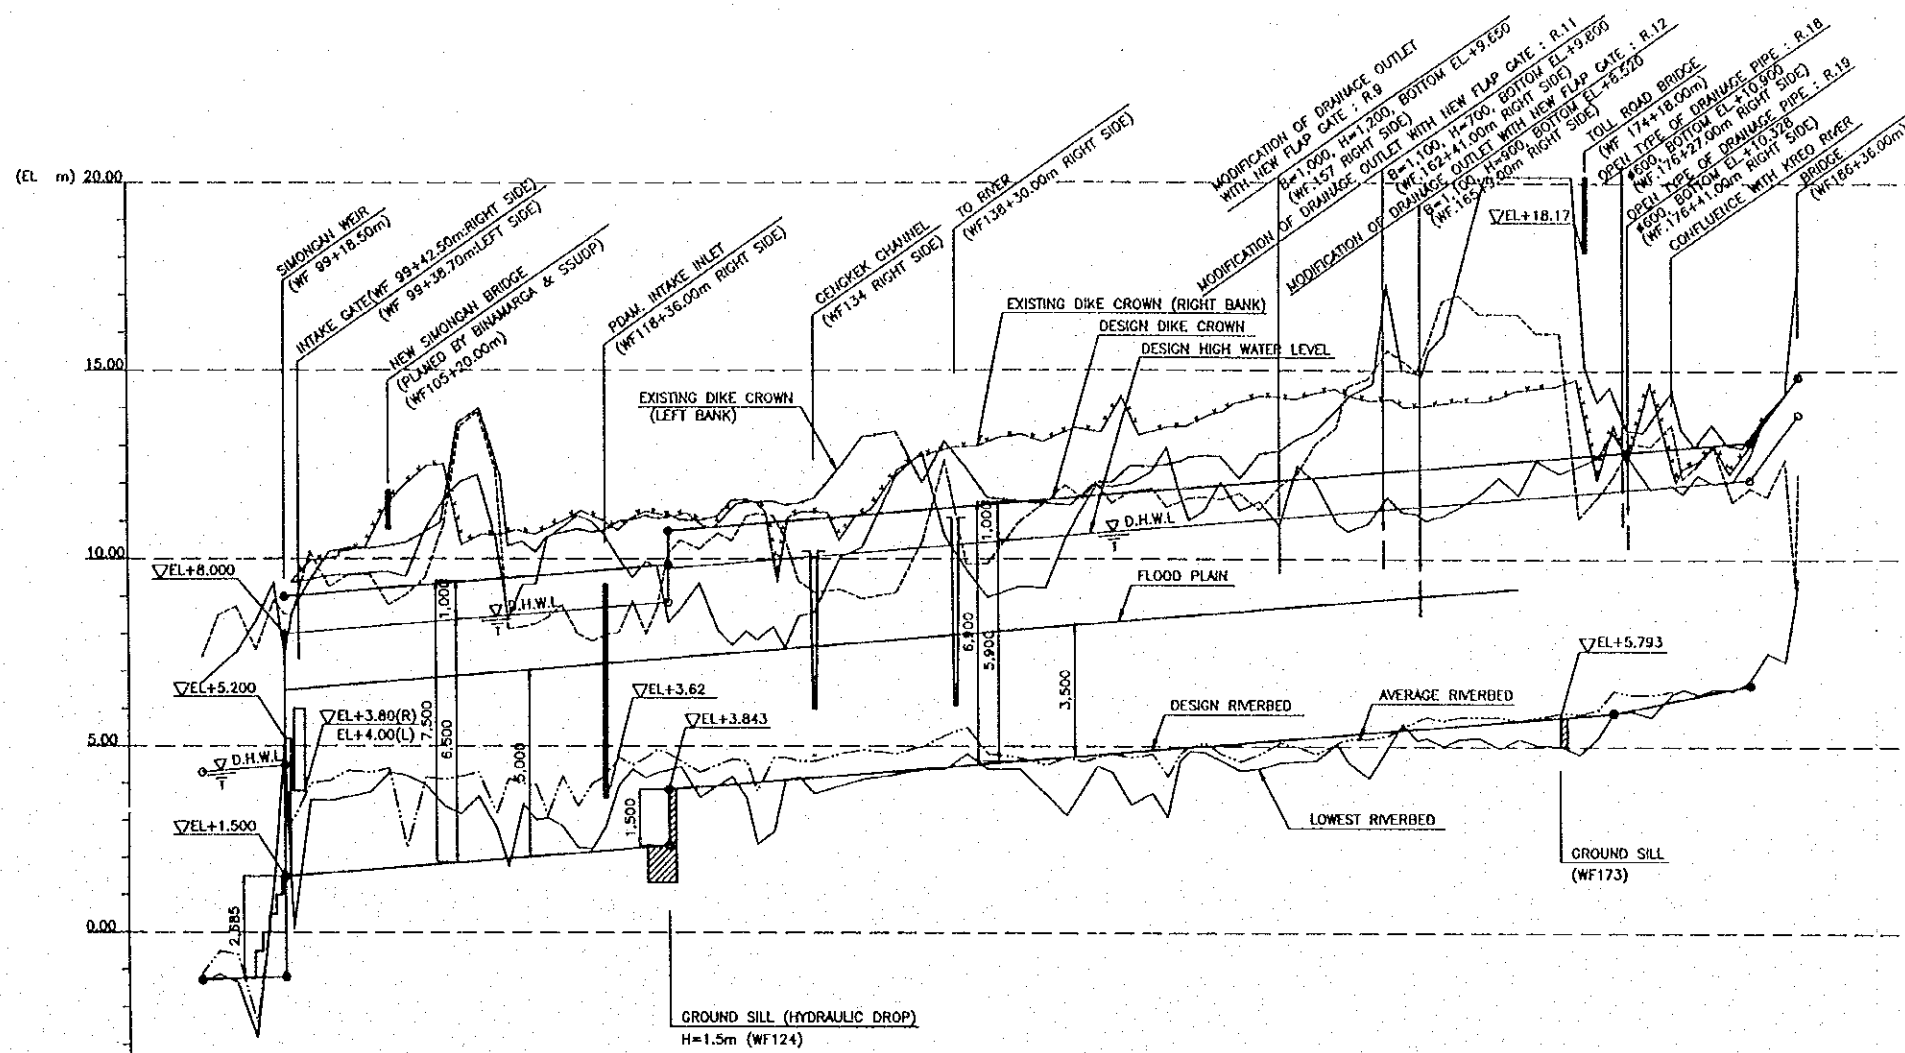 (EL m) 20.00
15.00
10.00
5.00
0.00
SIMONGAN WEIR
(WF 99+18.50m)
INTAKE GATE(WF 99+42.50m:RIGHT SIDE)
(WF 99+38.70m:LEFT SIDE)
NEW SIMONGAN BRIDGE
(PLANED BY BINAMARGA & SSUDP)
(WF105+20.00m)
PDAM. INTAKE INLET
(WF118+36.00m RIGHT SIDE)
CENGKEK CHANNEL
(WF134 RIGHT SIDE)
TO RIVER
(WF138+30.00m RIGHT SIDE)
MODIFICATION OF DRAINAGE OUTLET
WITH NEW FLAP GATE : R.9
B=1,000, H=1,200, BOTTOM EL.+9.650
(WF.157 RIGHT SIDE)
MODIFICATION OF DRAINAGE OUTLET WITH NEW FLAP GATE : R.11
B=1,100, H=700, BOTTOM EL.+9.800
(WF.162+41.00m RIGHT SIDE)
MODIFICATION OF DRAINAGE OUTLET WITH NEW FLAP GATE : R.12
B=1,100, H=900, BOTTOM
TOLL ROAD BRIDGE
(WF 174+18.00m)
OPEN TYPE OF DRAINAGE PIPE : R.18
ø600, BOTTOM EL.+10.900
(WF.176+27.00m RIGHT SIDE)
OPEN TYPE OF DRAINAGE PIPE : R.19
ø600, BOTTOM EL.+10.328
(WF.176+41.00m RIGHT SIDE)
CONFLUENCE WITH KREO RIVER
BRIDGE
(WF186+36.00m)
▽EL+18.17
EXISTING DIKE CROWN (RIGHT BANK)
DESIGN DIKE CROWN
DESIGN HIGH WATER LEVEL
EXISTING DIKE CROWN
(LEFT BANK)
▽EL+8.000
▽ D.H.W.L
▽ D.H.W.L
FLOOD PLAIN
1,000
1,000
6,900
5,900
3,500
▽EL+5.793
▽EL+5.200
▽EL+3.80(R)
EL+4.00(L)
7,500
6,500
5,000
▽EL+3.62
▽EL+3.843
DESIGN RIVERBED
AVERAGE RIVERBED
▽ D.H.W.L
▽EL+1.500
1,500
LOWEST RIVERBED
GROUND SILL
(WF173)
2,685
GROUND SILL (HYDRAULIC DROP)
H=1.5m (WF124)